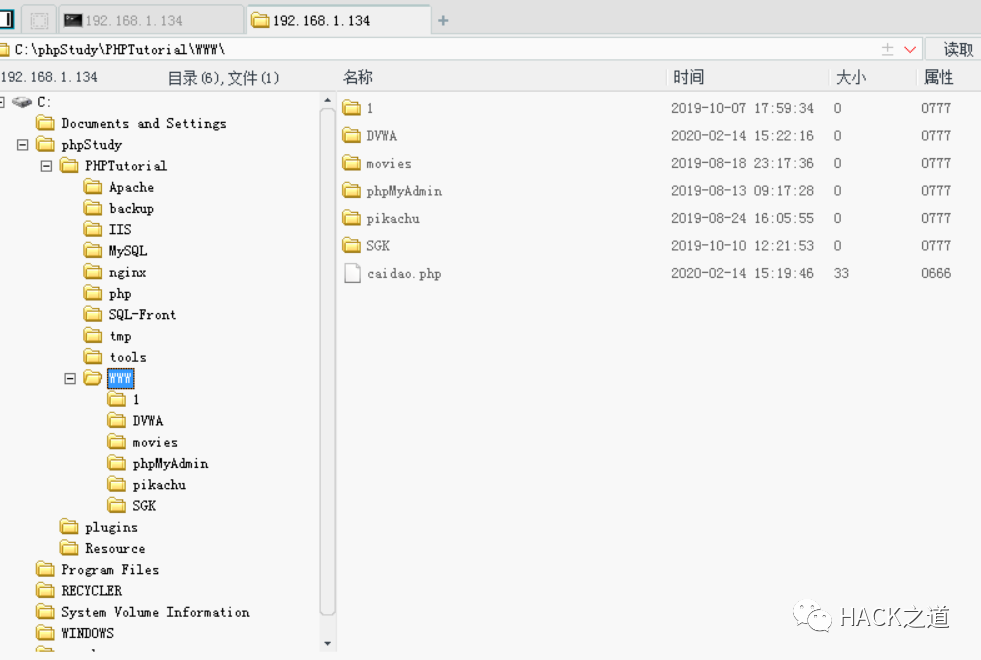 192.168.1.134
192.168.1.134
C:\phpStudy\PHPTutorial\WWW\
读取
192.168.1.134 目录(6),文件(1) 名称 时间 大小 属性
C:
Documents and Settings
phpStudy
PHPTutorial
Apache
backup
IIS
MySQL
nginx
php
SQL-Front
tmp
tools
WWW
1
DVWA
movies
phpMyAdmin
pikachu
SGK
plugins
Resource
Program Files
RECYCLER
System Volume Information
WINDOWS
1 2019-10-07 17:59:34 0 0777
DVWA 2020-02-14 15:22:16 0 0777
movies 2019-08-18 23:17:36 0 0777
phpMyAdmin 2019-08-13 09:17:28 0 0777
pikachu 2019-08-24 16:05:55 0 0777
SGK 2019-10-10 12:21:53 0 0777
caidao.php 2020-02-14 15:19:46 33 0666
HACK之道